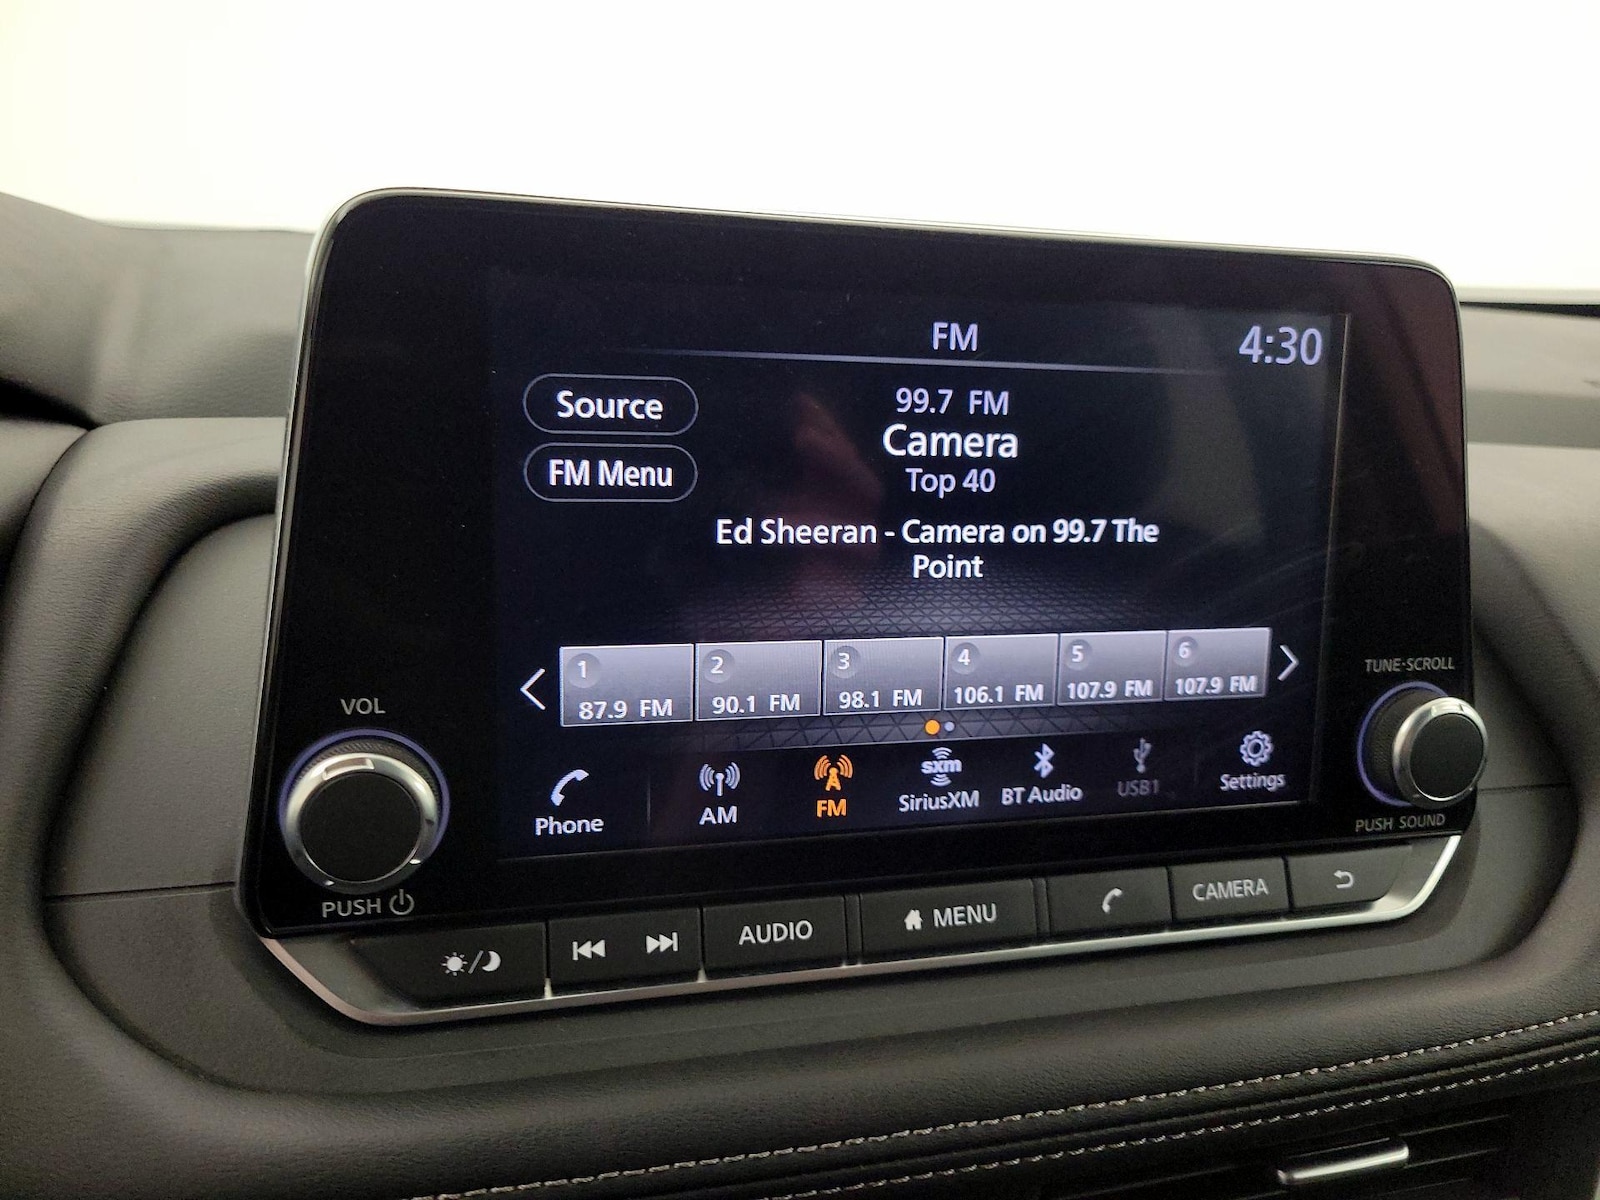 FM
4:30
Source
99.7 FM
Camera
FM Menu
Top 40
Ed Sheeran - Camera on 99.7 The
Point
1
87.9 FM
2
90.1 FM
3
98.1 FM
4
106.1 FM
5
107.9 FM
6
107.9 FM
VOL
TUNE·SCROLL
Phone
AM
FM
sxm
SiriusXM
BT Audio
USB1
Settings
PUSH
PUSH SOUND
AUDIO
MENU
CAMERA